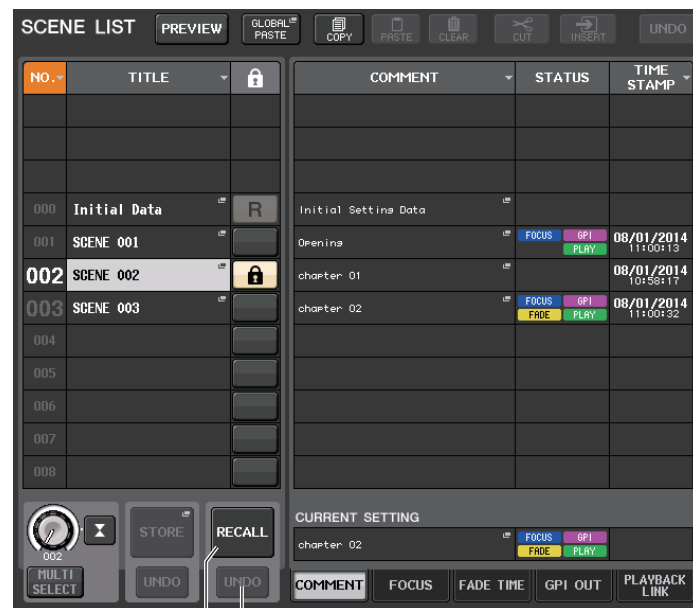 SCENE LIST PREVIEW GLOBAL PASTE COPY PASTE CLEAR CUT INSERT UNDO
NO. TITLE COMMENT STATUS TIME STAMP
000 Initial Data R Initial Setting Data
001 SCENE 001 Opening FOCUS GPI PLAY 08/01/2014 11:00:13
002 SCENE 002 chapter 01 08/01/2014 10:58:17
003 SCENE 003 chapter 02 FOCUS GPI FADE PLAY 08/01/2014 11:00:32
004
005
006
007
008
002 MULTI SELECT STORE UNDO RECALL UNDO
CURRENT SETTING
chapter 02 FOCUS GPI FADE PLAY
COMMENT FOCUS FADE TIME GPI OUT PLAYBACK LINK